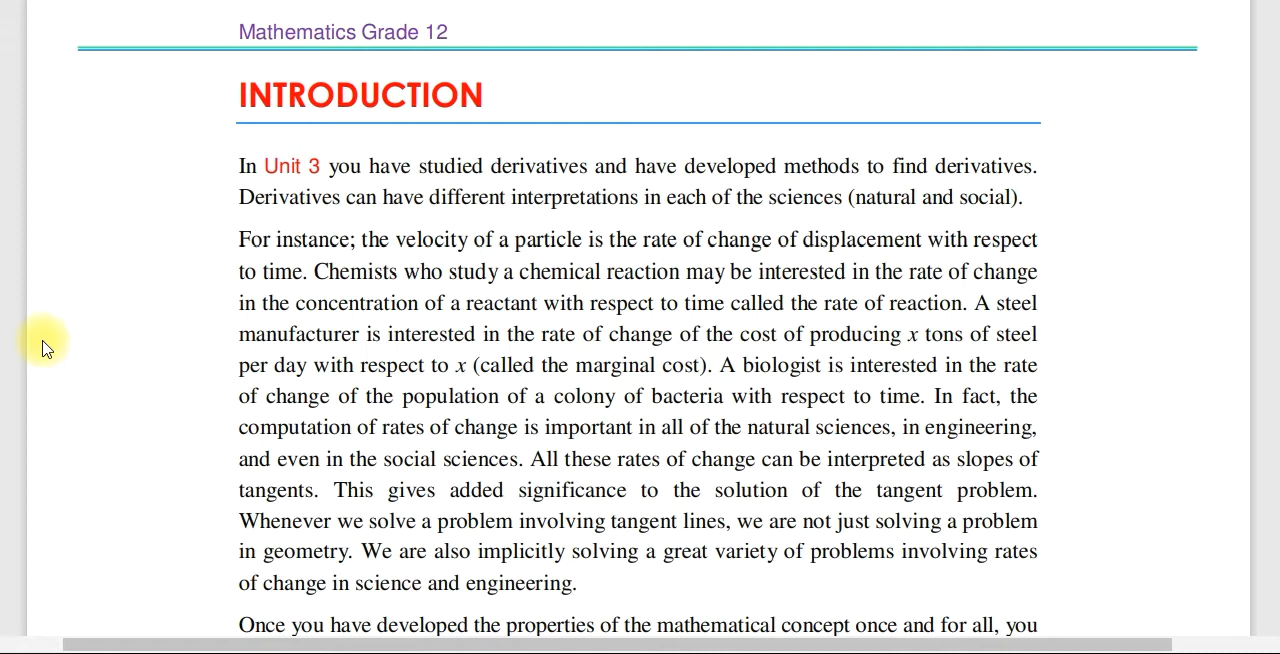 Mathematics Grade 12
INTRODUCTION
In Unit 3 you have studied derivatives and have developed methods to find derivatives.
Derivatives can have different interpretations in each of the sciences (natural and social).
For instance; the velocity of a particle is the rate of change of displacement with respect
to time. Chemists who study a chemical reaction may be interested in the rate of change
in the concentration of a reactant with respect to time called the rate of reaction. A steel
manufacturer is interested in the rate of change of the cost of producing x tons of steel
per day with respect to x (called the marginal cost). A biologist is interested in the rate
of change of the population of a colony of bacteria with respect to time. In fact, the
computation of rates of change is important in all of the natural sciences, in engineering,
and even in the social sciences. All these rates of change can be interpreted as slopes of
tangents. This gives added significance to the solution of the tangent problem.
Whenever we solve a problem involving tangent lines, we are not just solving a problem
in geometry. We are also implicitly solving a great variety of problems involving rates
of change in science and engineering.
Once you have developed the properties of the mathematical concept once and for all, you